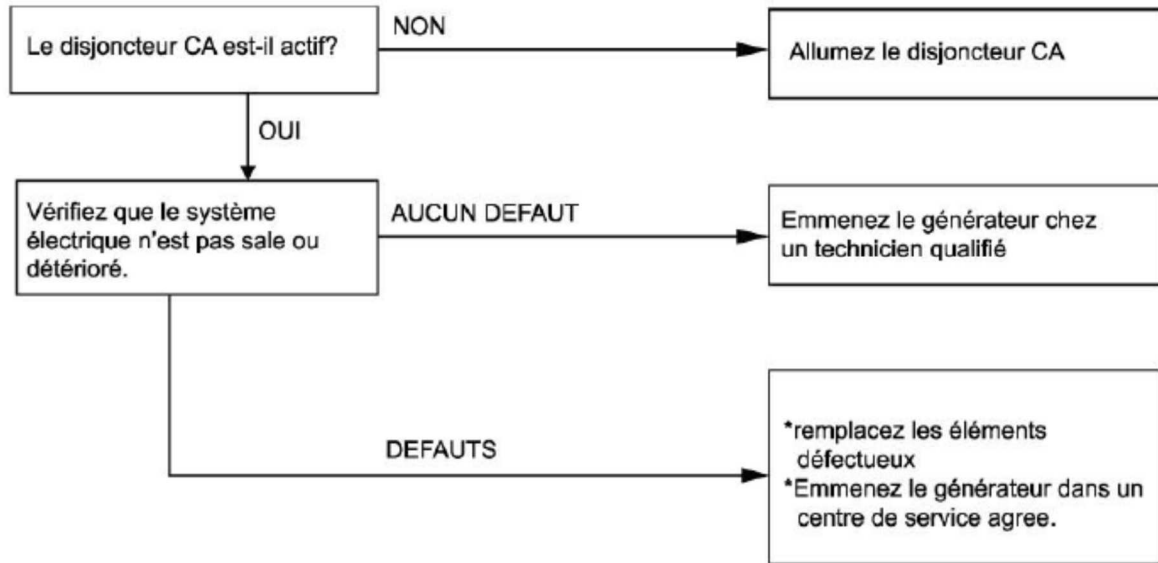 Le disjoncteur CA est-il actif?
NON
Allumez le disjoncteur CA
OUI
Vérifiez que le système
électrique n'est pas sale ou
détérioré.
AUCUN DEFAUT
Emmenez le générateur chez
un technicien qualifié
DEFAUTS
*remplacez les éléments
défectueux
*Emmenez le générateur dans un
centre de service agree.